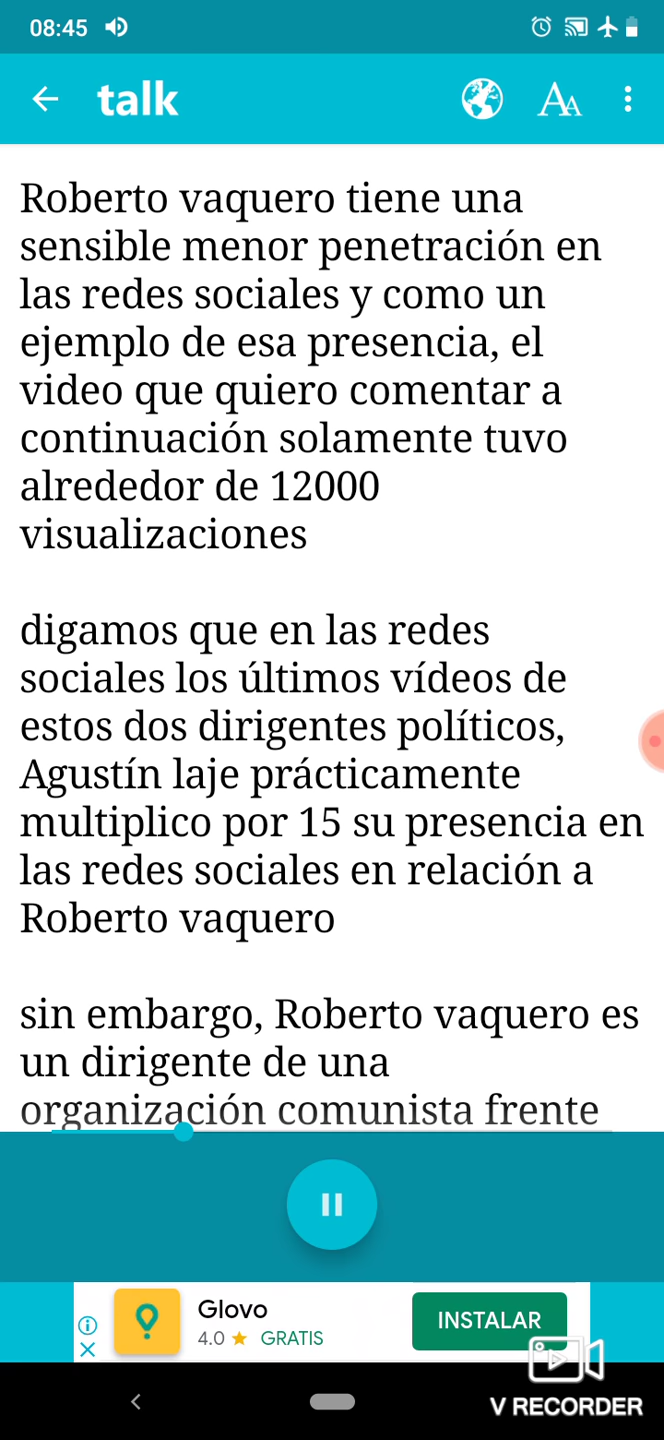 08:45
talk
Roberto vaquero tiene una
sensible menor penetración en
las redes sociales y como un
ejemplo de esa presencia, el
video que quiero comentar a
continuación solamente tuvo
alrededor de 12000
visualizaciones
digamos que en las redes
sociales los últimos vídeos de
estos dos dirigentes políticos,
Agustín laje prácticamente
multiplico por 15 su presencia en
las redes sociales en relación a
Roberto vaquero
sin embargo, Roberto vaquero es
un dirigente de una
organización comunista frente
Glovo
4.0 ★ GRATIS
INSTALAR
V RECORDER